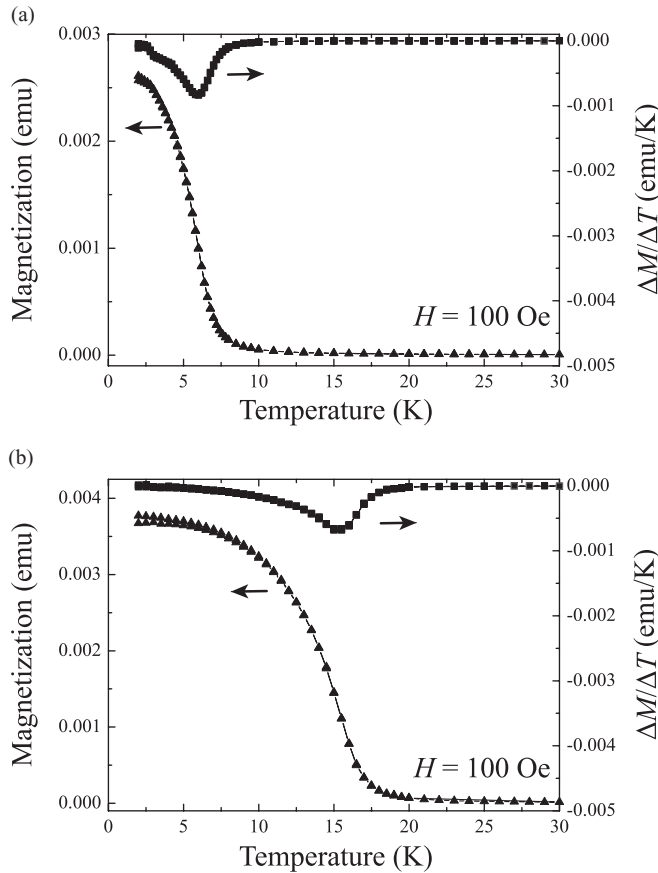 (a)
0.003
0.002
0.001
0.000
Magnetization (emu)
0.000
-0.001
-0.002
-0.003
-0.004
-0.005
ΔM/ΔT (emu/K)
H = 100 Oe
0 5 10 15 20 25 30
Temperature (K)
(b)
0.004
0.003
0.002
0.001
0.000
Magnetization (emu)
0.000
-0.001
-0.002
-0.003
-0.004
-0.005
ΔM/ΔT (emu/K)
H = 100 Oe
0 5 10 15 20 25 30
Temperature (K)